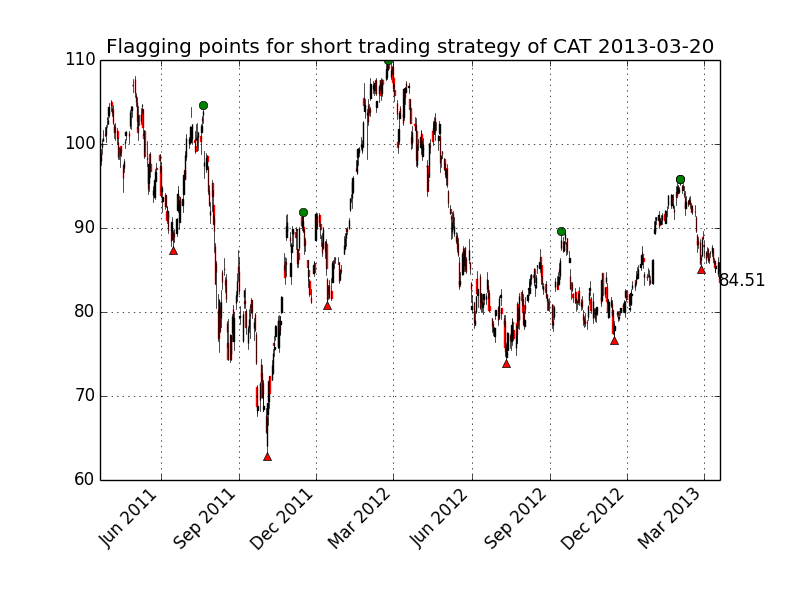 Flagging points for short trading strategy of CAT 2013-03-20
110
100
90
80
70
60
84.51
Jun 2011
Sep 2011
Dec 2011
Mar 2012
Jun 2012
Sep 2012
Dec 2012
Mar 2013